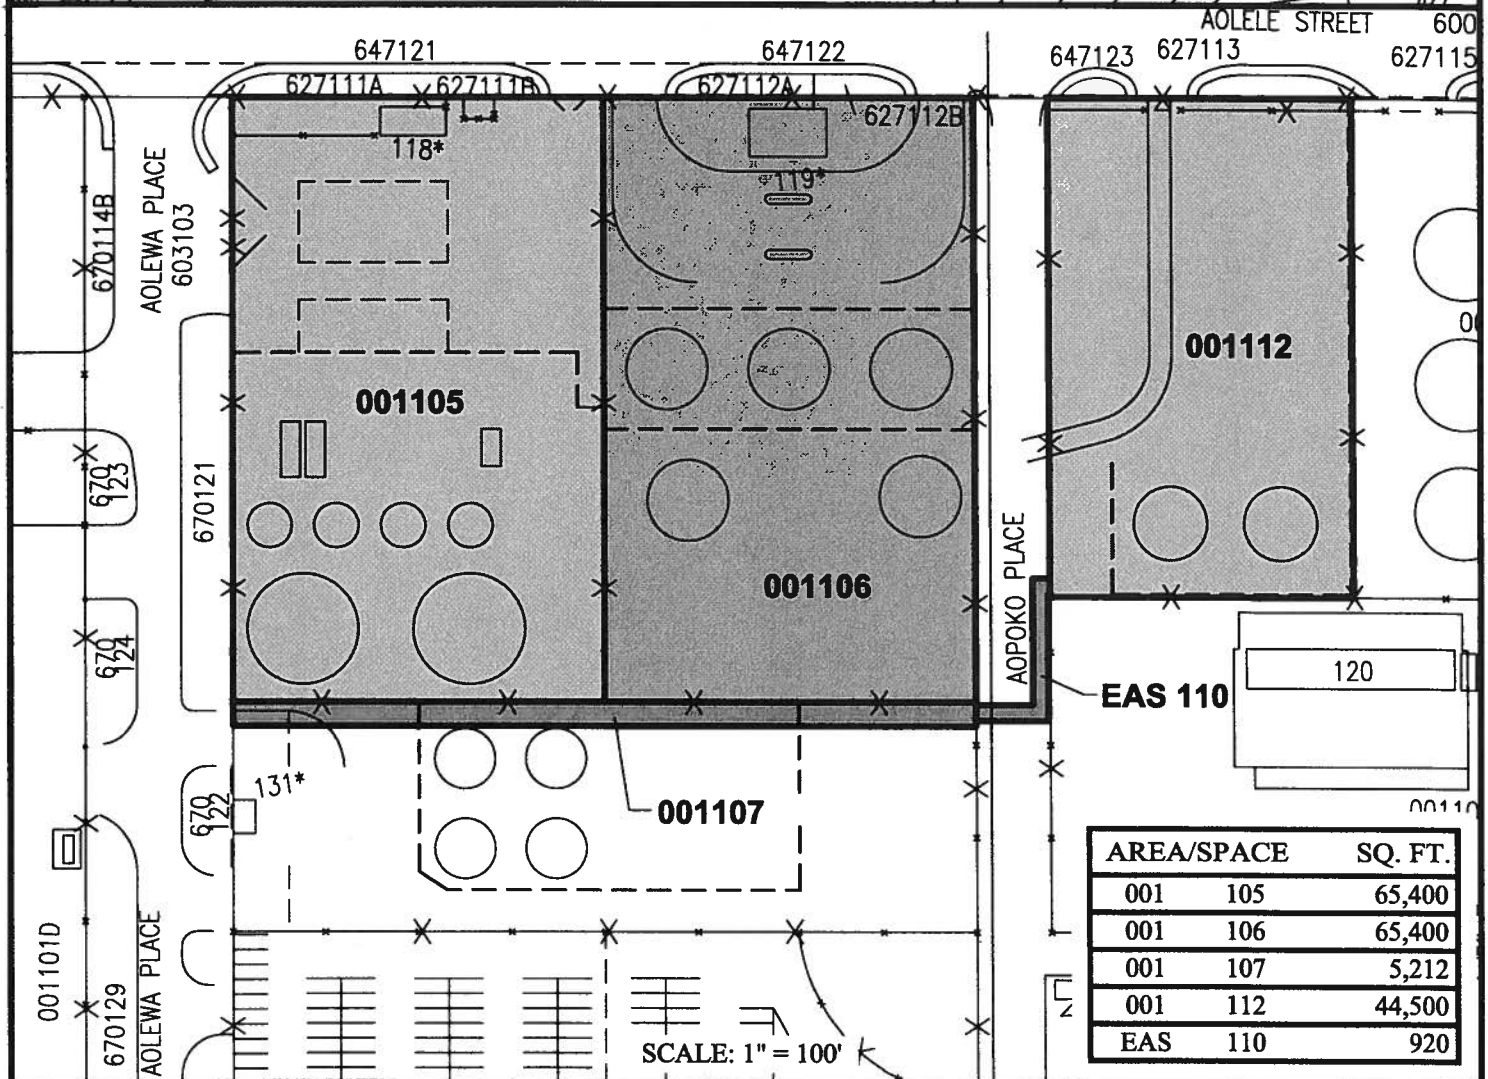 AOLELE STREET
600
647121
647122
647123
627113
627115
627111A
627111B
627112A
627112B
118*
119*
670114B
AOLEWA PLACE
603103
001112
001105
670
123
670121
AOPOKO PLACE
001106
670
124
120
EAS 110
131*
670
122
001107
AREA/SPACE SQ. FT.
001 105 65,400
001 106 65,400
001 107 5,212
001 112 44,500
EAS 110 920
001101D
670129
AOLEWA PLACE
SCALE: 1" = 100'